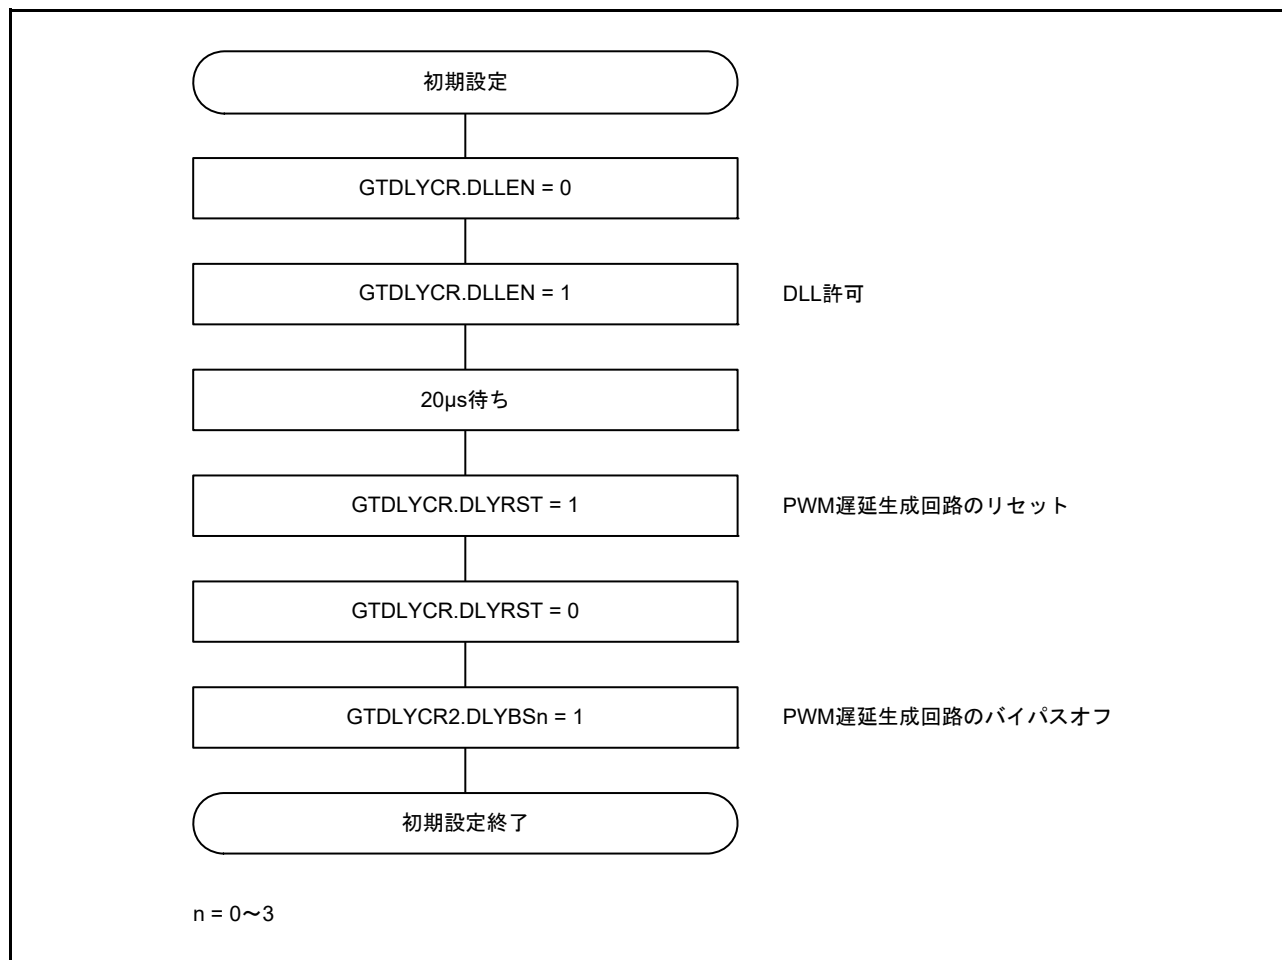 初期設定
GTDLYCR.DLLEN = 0
GTDLYCR.DLLEN = 1
DLL許可
20μs待ち
GTDLYCR.DLYRST = 1
PWM遅延生成回路のリセット
GTDLYCR.DLYRST = 0
GTDLYCR2.DLYBSn = 1
PWM遅延生成回路のバイパスオフ
初期設定終了
n = 0～3